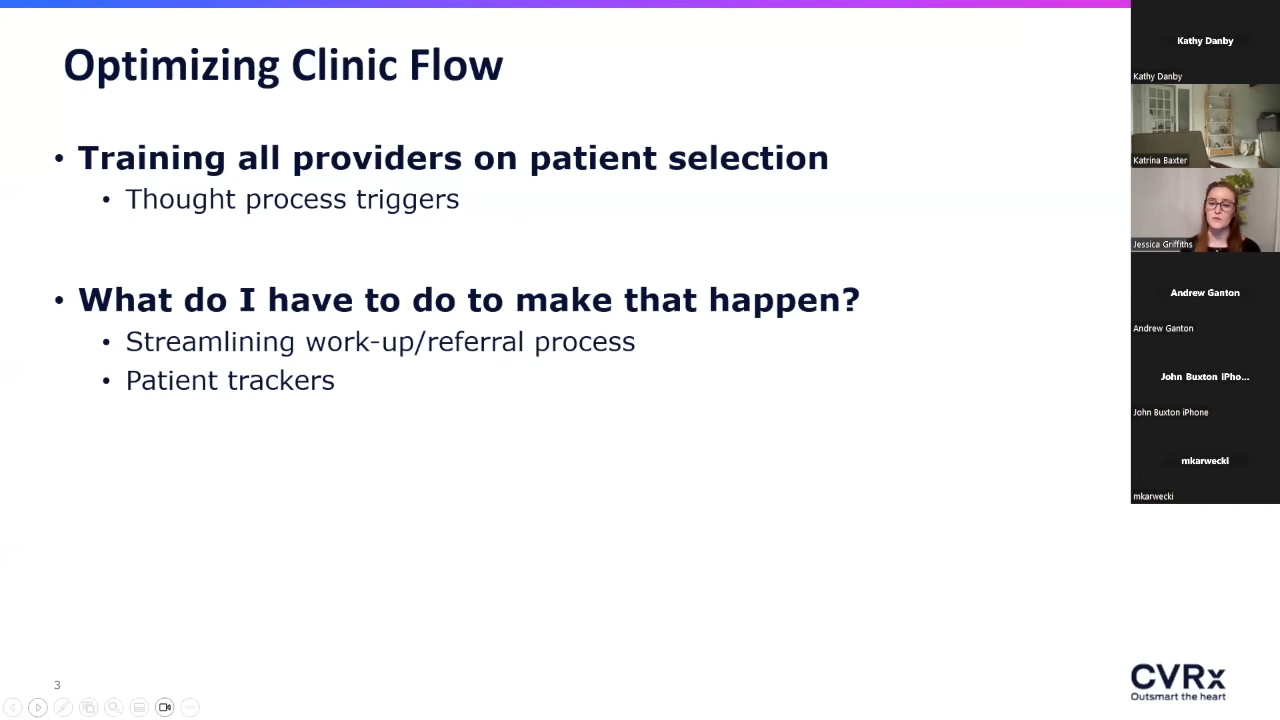 Optimizing Clinic Flow
• Training all providers on patient selection
• Thought process triggers
• What do I have to do to make that happen?
• Streamlining work-up/referral process
• Patient trackers
3
CVRx
Outsmart the heart
Kathy Danby
Kathy Danby
Katrina Baxter
Jessica Griffiths
Andrew Ganton
Andrew Ganton
John Buxton iPho...
John Buxton iPhone
mkarwecki
mkarwecki